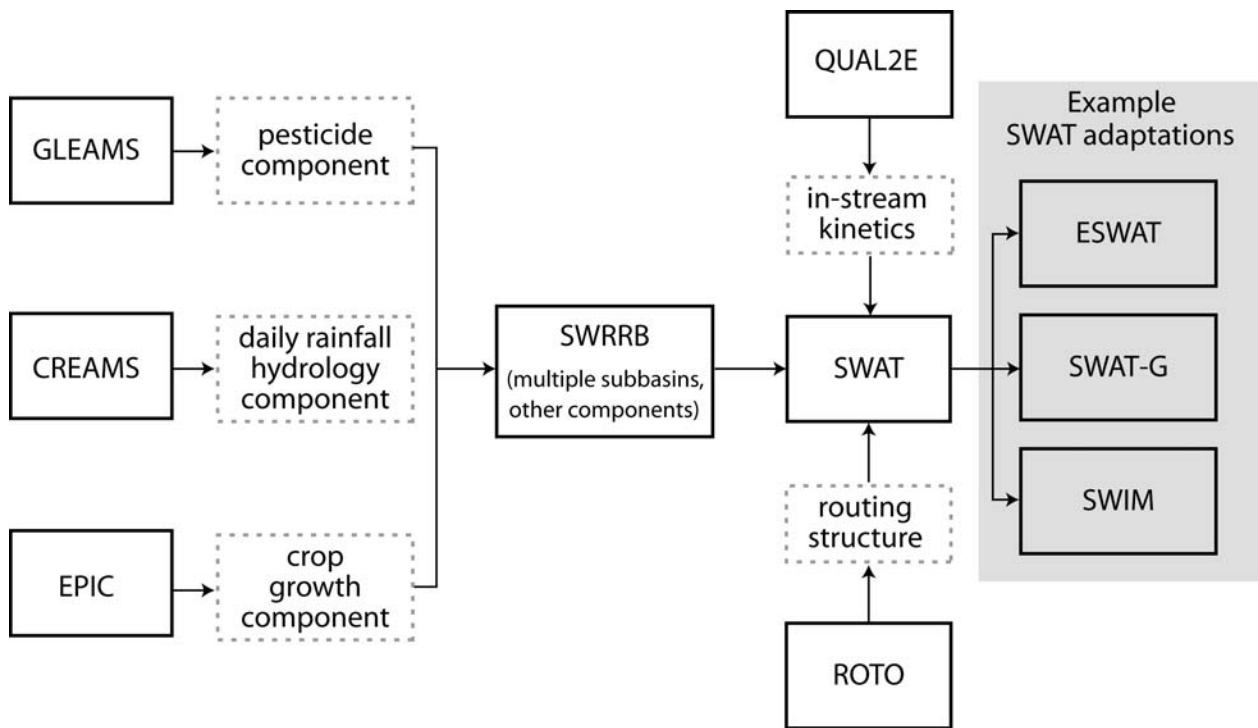 QUAL2E
Example
SWAT adaptations
GLEAMS
pesticide
component
in-stream
kinetics
ESWAT
CREAMS
daily rainfall
hydrology
component
SWRRB
(multiple subbasins,
other components)
SWAT
SWAT-G
routing
structure
SWIM
EPIC
crop
growth
component
ROTO